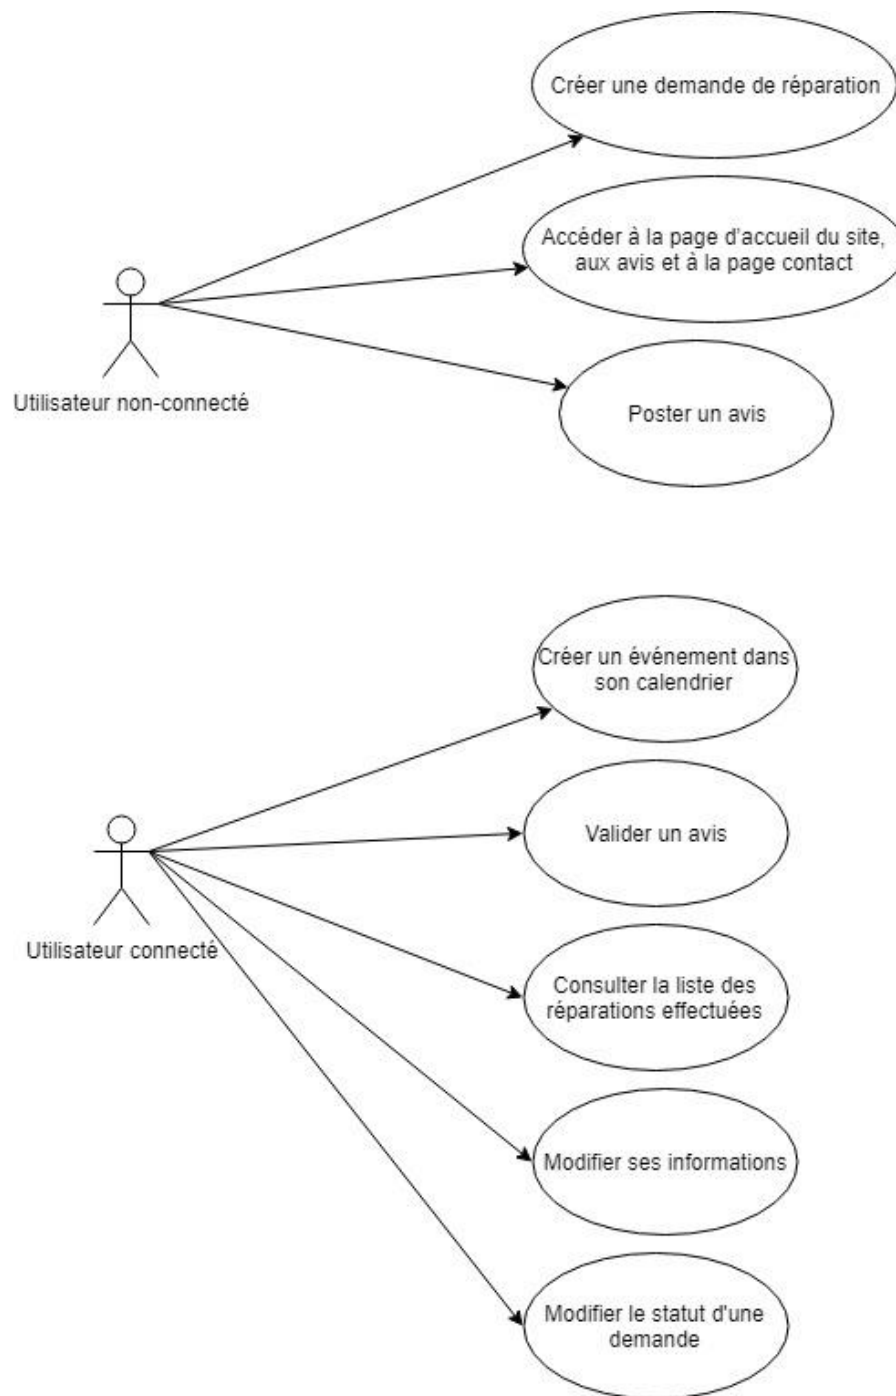 Créer une demande de réparation
Accéder à la page d'accueil du site,
aux avis et à la page contact
Utilisateur non-connecté
Poster un avis
Créer un événement dans
son calendrier
Valider un avis
Utilisateur connecté
Consulter la liste des
réparations effectuées
Modifier ses informations
Modifier le statut d'une
demande